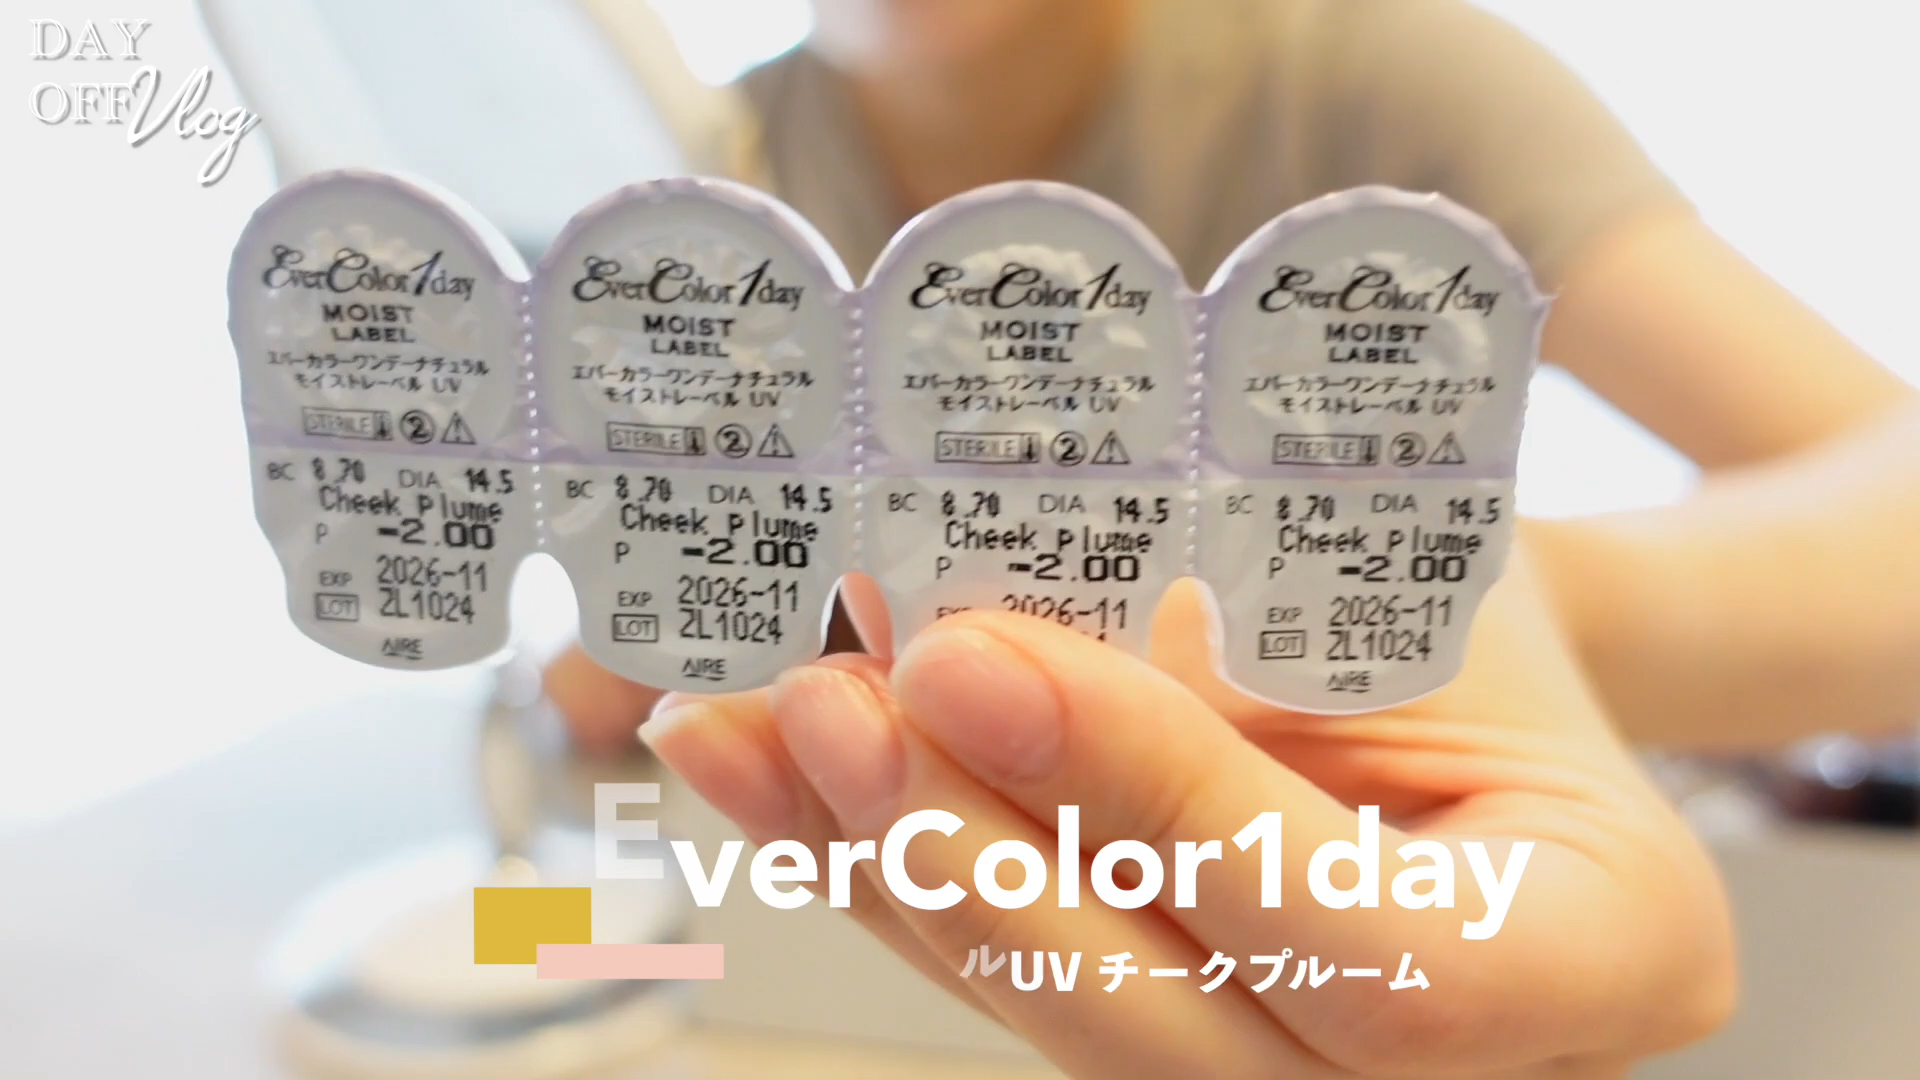 DAY
OFF Vlog
EverColor1day
MOIST
LABEL
エバーカラーワンデーナチュラル
モイストレーベル UV
STERILE ②
BC 8.70 DIA 14.5
Cheek plume
P -2.00
EXP 2026-11
LOT ZL1024
AIRE
EverColor1day
MOIST
LABEL
エバーカラーワンデーナチュラル
モイストレーベル UV
STERILE ②
BC 8.70 DIA 14.5
Cheek plume
P -2.00
EXP 2026-11
LOT ZL1024
AIRE
EverColor1day
MOIST
LABEL
エバーカラーワンデーナチュラル
モイストレーベル UV
STERILE ②
BC 8.70 DIA 14.5
Cheek plume
P -2.00
EXP 2026-11
EverColor1day
MOIST
LABEL
エバーカラーワンデーナチュラル
モイストレーベル UV
STERILE ②
BC 8.70 DIA 14.5
Cheek plume
P -2.00
EXP 2026-11
LOT ZL1024
AIRE
EverColor1day
ルUV チークプルーム